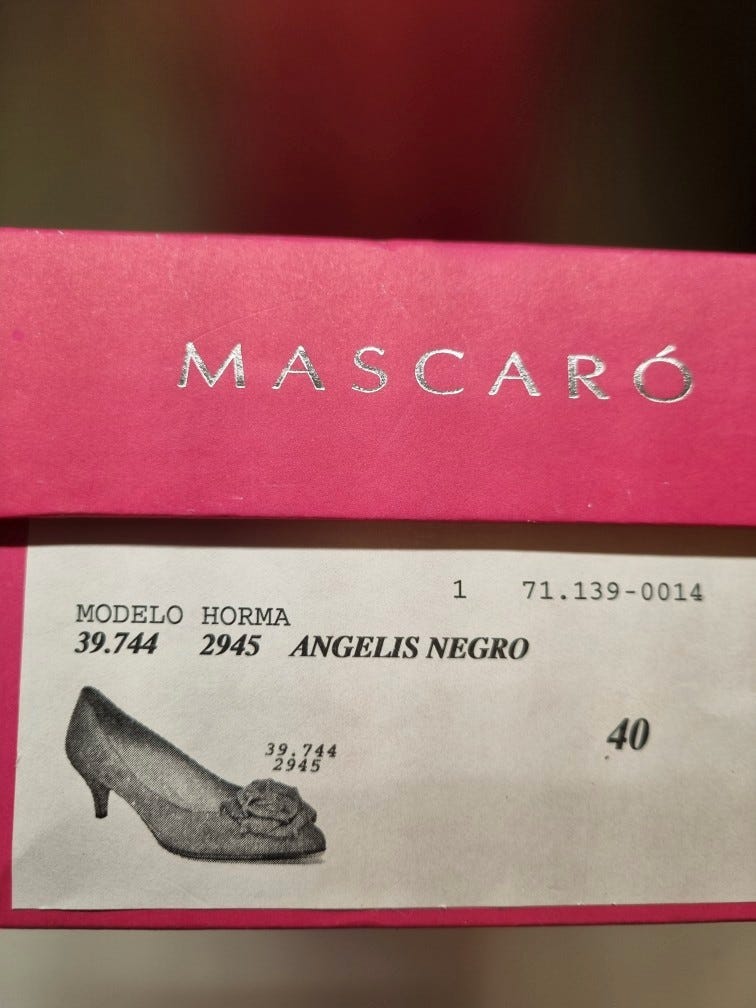 MASCARÓ
1 71.139-0014
MODELO HORMA
39.744 2945 ANGELIS NEGRO
40
39.744
2945